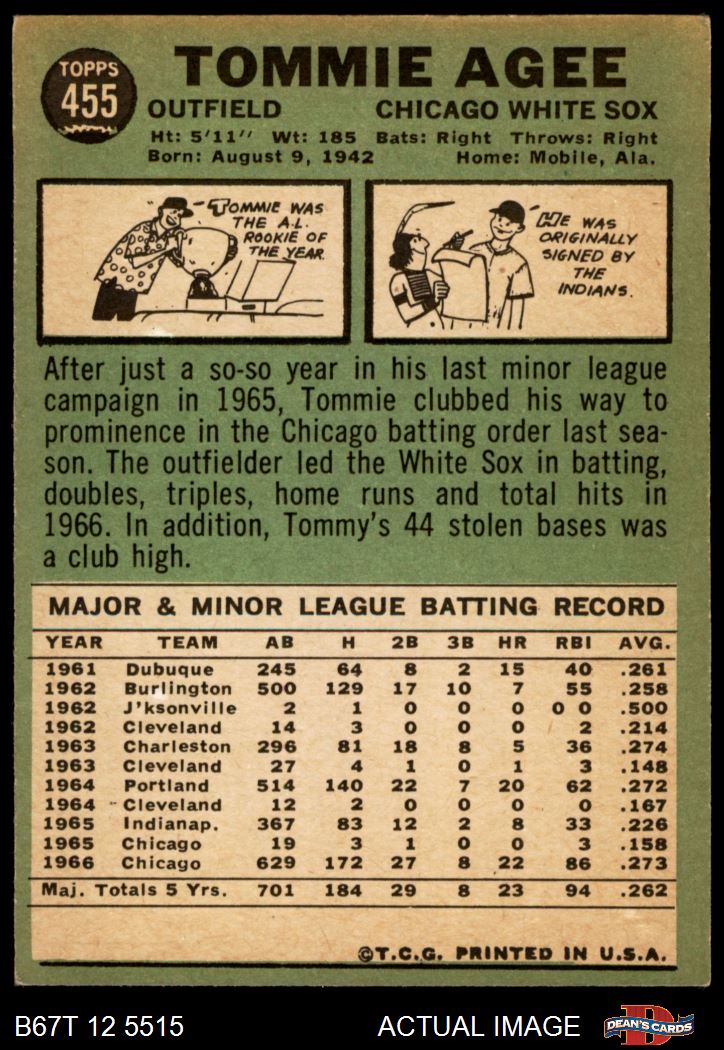 TOPPS
455
TOMMIE AGEE
OUTFIELD CHICAGO WHITE SOX
Ht: 5'11" Wt: 185 Bats: Right Throws: Right
Born: August 9, 1942 Home: Mobile, Ala.
TOMMIE WAS
THE A.L.
ROOKIE OF
THE YEAR.
HE WAS
ORIGINALLY
SIGNED BY
THE
INDIANS.
After just a so-so year in his last minor league
campaign in 1965, Tommie clubbed his way to
prominence in the Chicago batting order last sea-
son. The outfielder led the White Sox in batting,
doubles, triples, home runs and total hits in
1966. In addition, Tommy's 44 stolen bases was
a club high.
MAJOR & MINOR LEAGUE BATTING RECORD
YEAR TEAM AB H 2B 3B HR RBI AVG.
1961 Dubuque 245 64 8 2 15 40 .261
1962 Burlington 500 129 17 10 7 55 .258
1962 J'ksonville 2 1 0 0 0 0 0 .500
1962 Cleveland 14 3 0 0 0 2 .214
1963 Charleston 296 81 18 8 5 36 .274
1963 Cleveland 27 4 1 0 1 3 .148
1964 Portland 514 140 22 7 20 62 .272
1964 Cleveland 12 2 0 0 0 0 .167
1965 Indianap. 367 83 12 2 8 33 .226
1965 Chicago 19 3 1 0 0 3 .158
1966 Chicago 629 172 27 8 22 86 .273
Maj. Totals 5 Yrs. 701 184 29 8 23 94 .262
©T.C.G. PRINTED IN U.S.A.
B67T 12 5515 ACTUAL IMAGE D DEAN'S CARDS